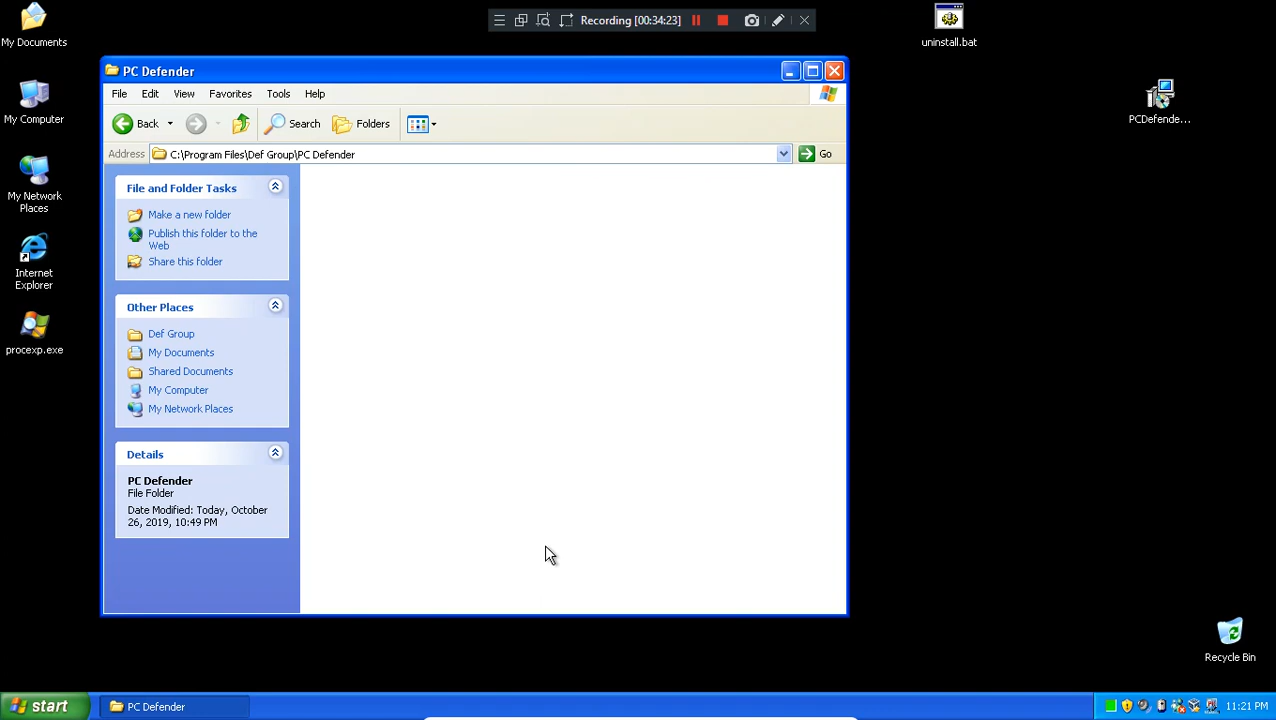 My Documents
My Computer
My Network
Places
Internet
Explorer
procexp.exe
Recording [00:34:23]
uninstall.bat
PCDefende...
PC Defender
File Edit View Favorites Tools Help
Back Search Folders
Address C:\Program Files\Def Group\PC Defender Go
File and Folder Tasks
Make a new folder
Publish this folder to the
Web
Share this folder
Other Places
Def Group
My Documents
Shared Documents
My Computer
My Network Places
Details
PC Defender
File Folder
Date Modified: Today, October
26, 2019, 10:49 PM
Recycle Bin
start PC Defender 11:21 PM